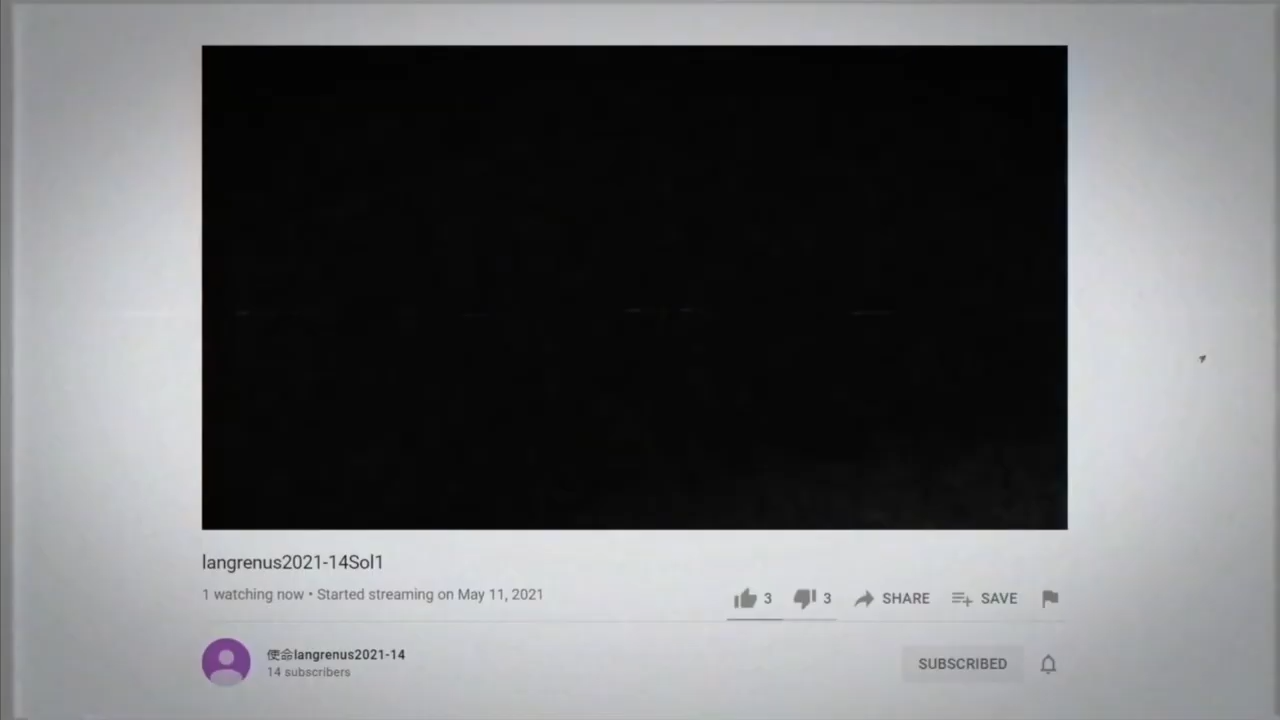 langrenus2021-14Sol1
1 watching now • Started streaming on May 11, 2021
3
3
SHARE
SAVE
使命langrenus2021-14
14 subscribers
SUBSCRIBED